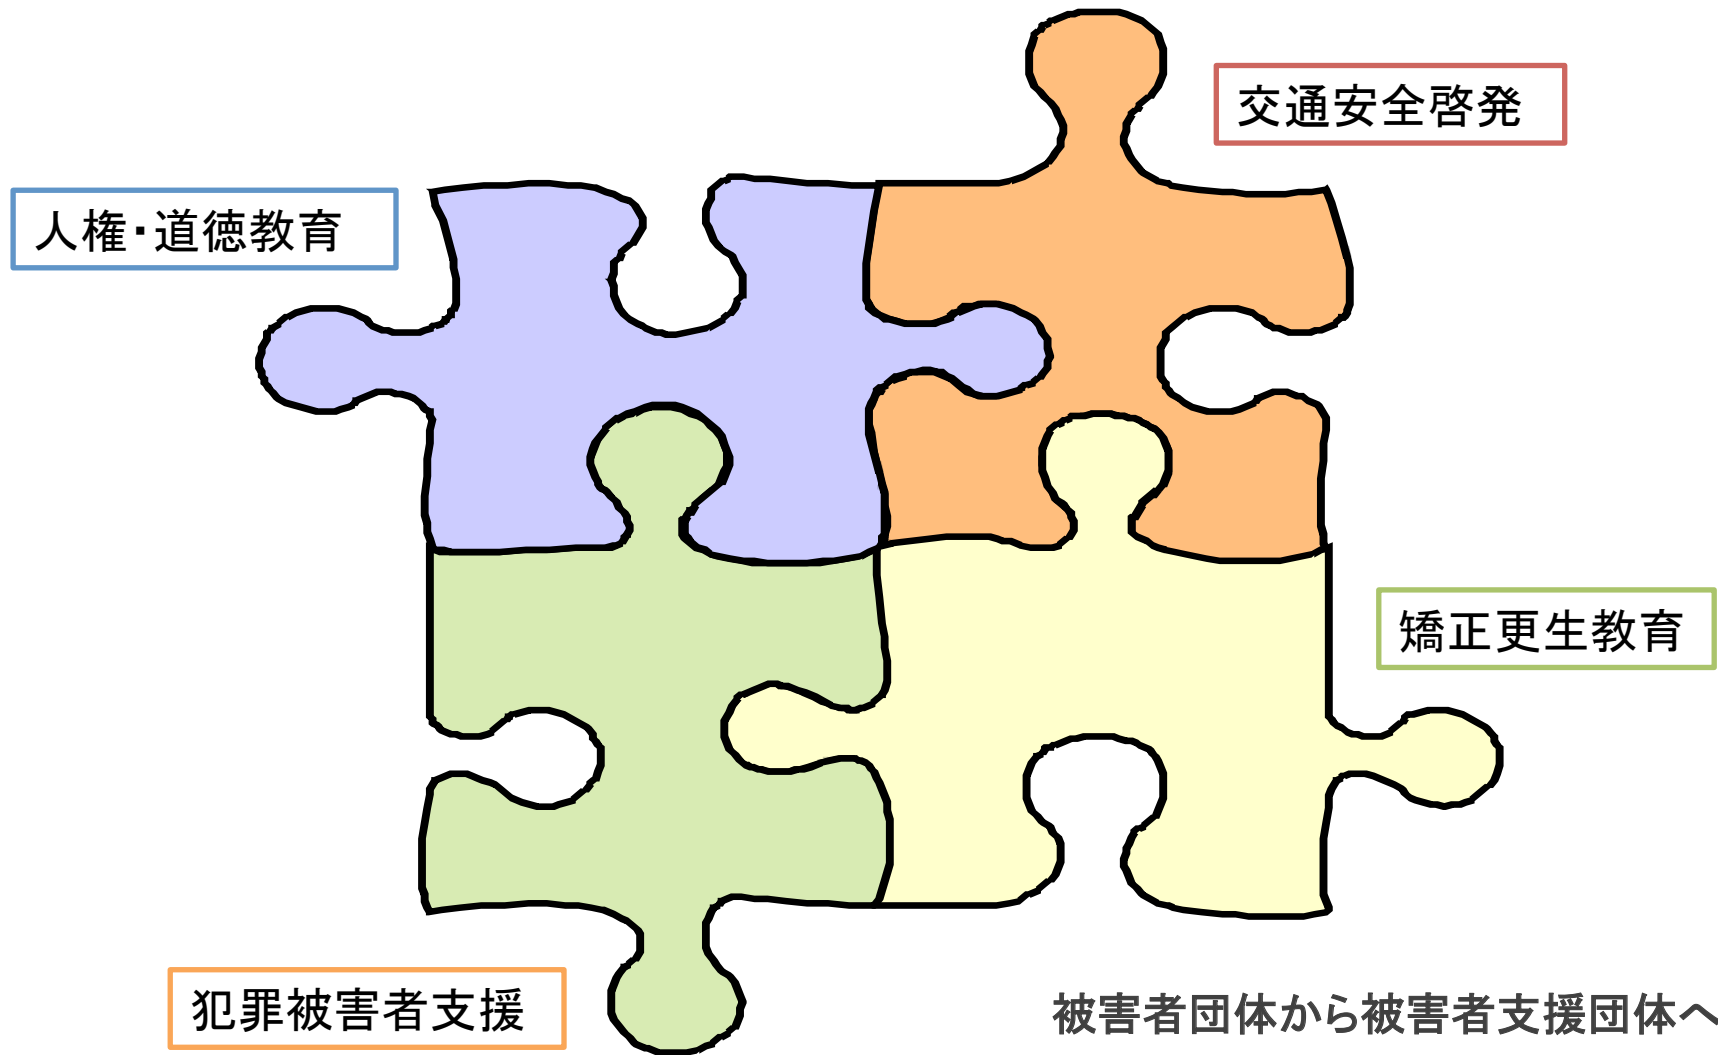 交通安全啓発
人権・道徳教育
矯正更生教育
犯罪被害者支援
被害者団体から被害者支援団体へ